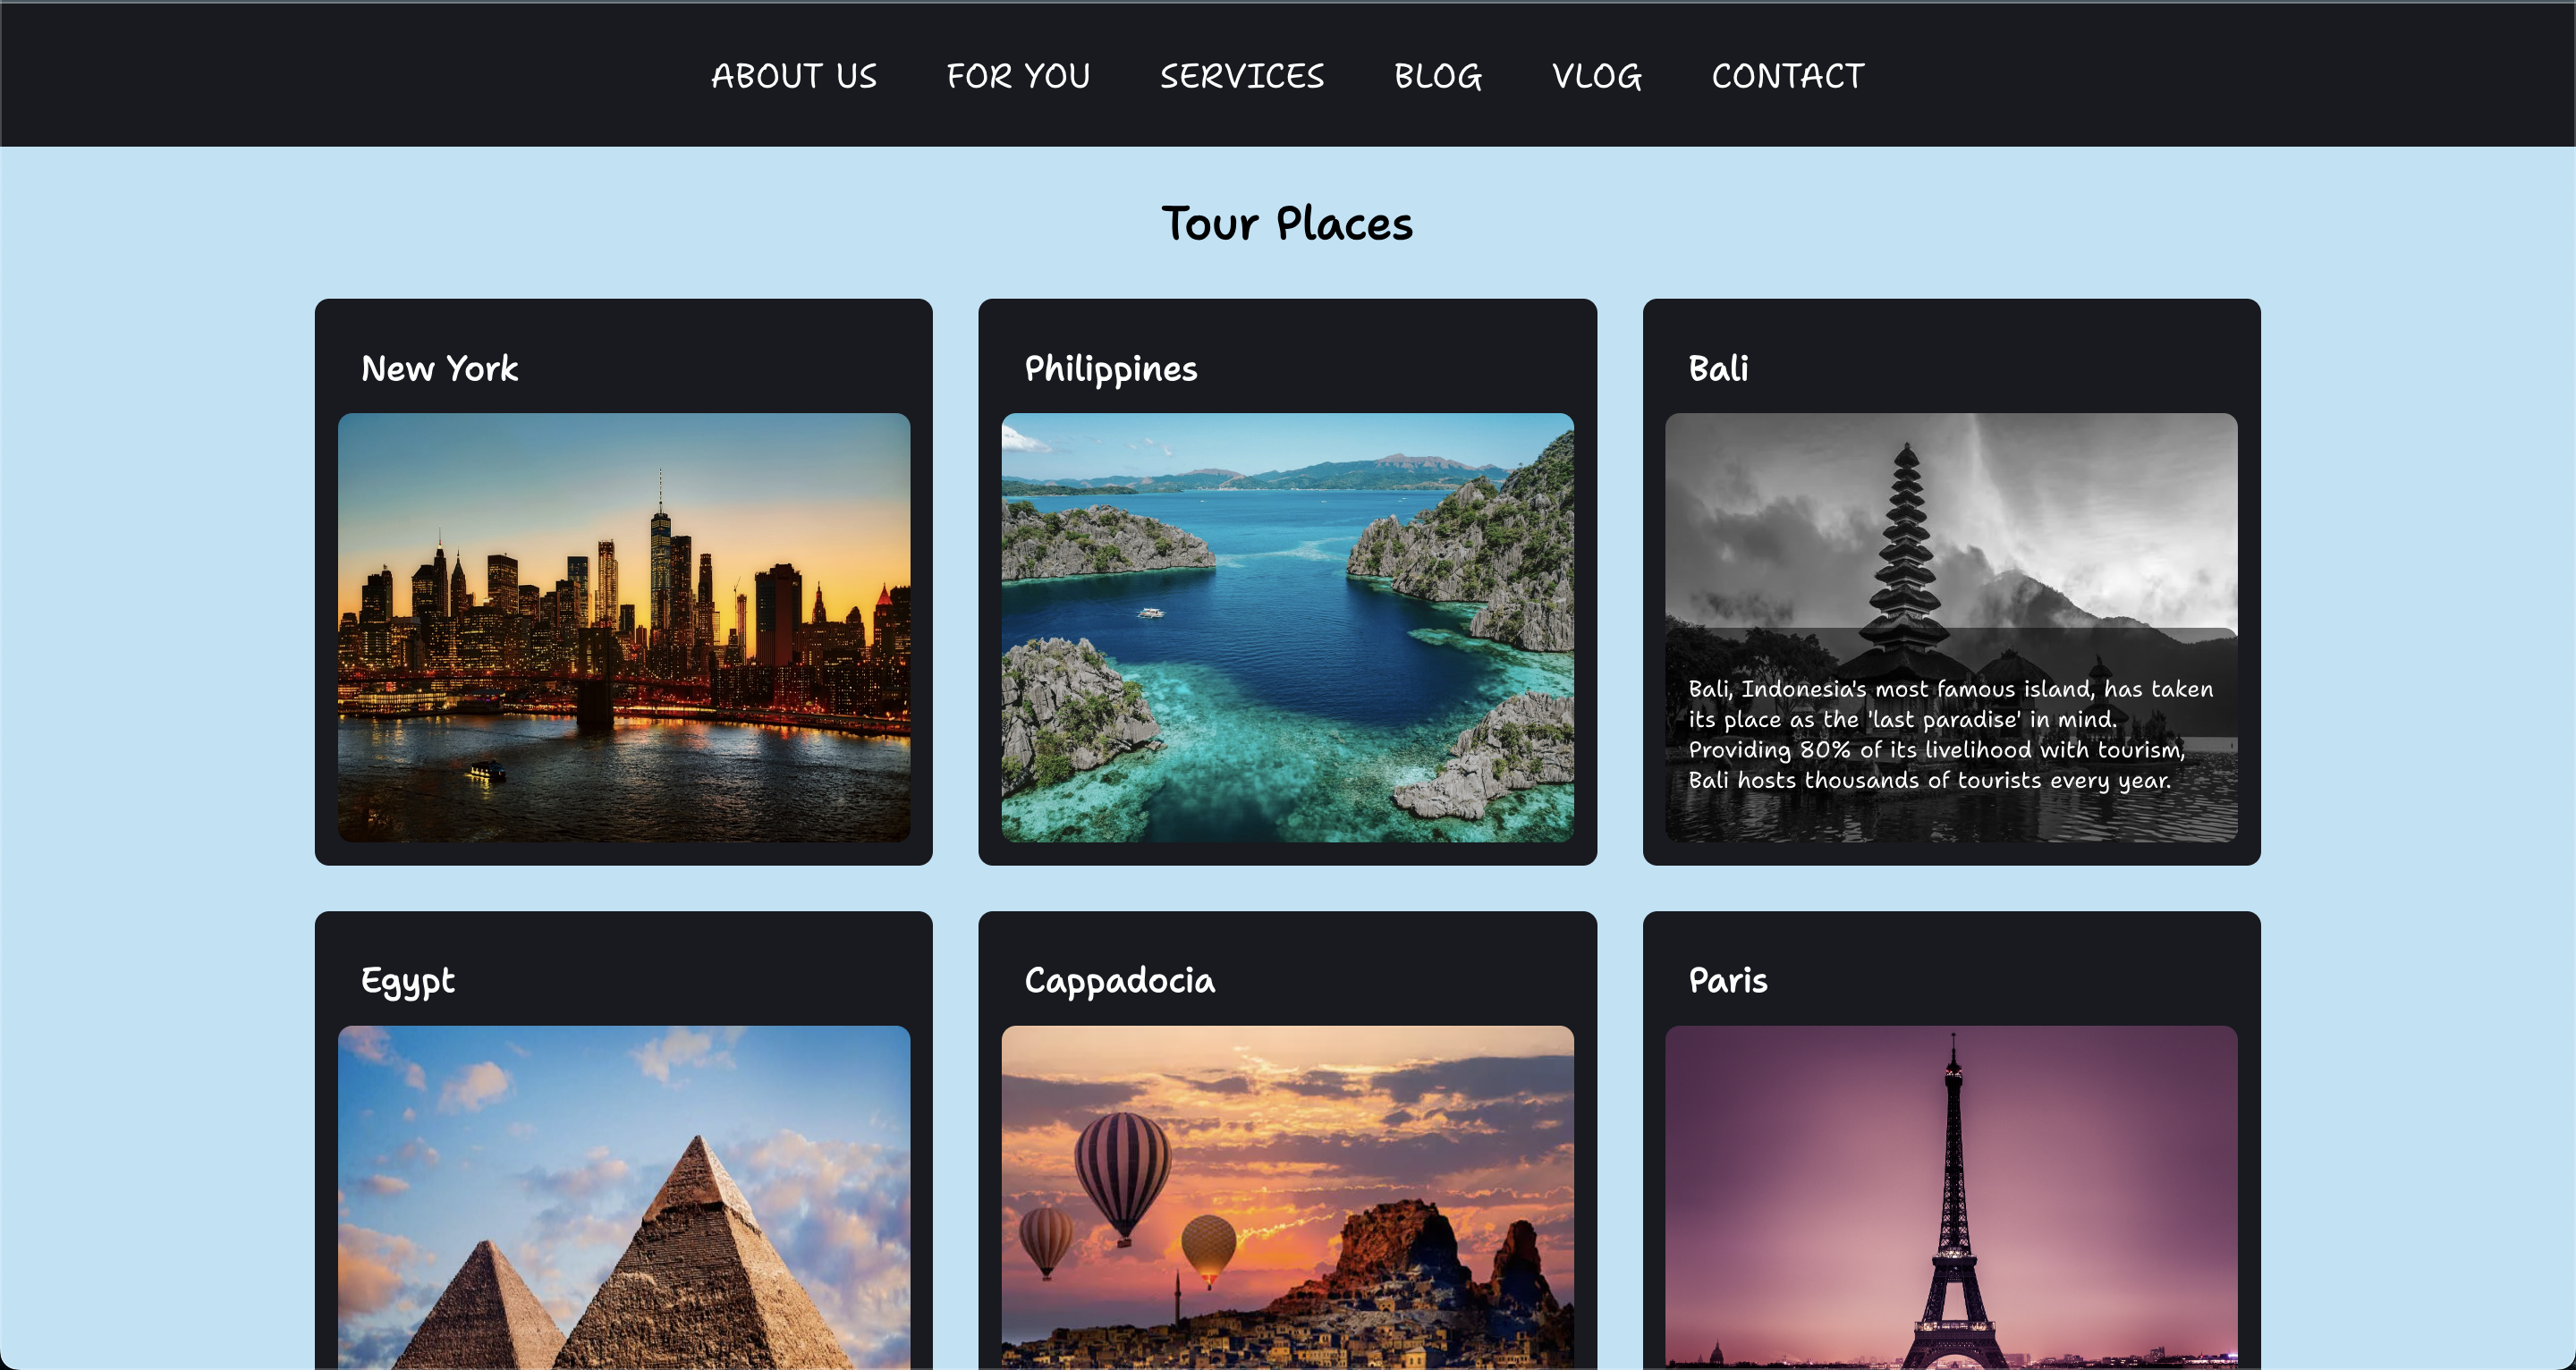 ABOUT US FOR YOU SERVICES BLOG VLOG CONTACT
Tour Places
New York
Philippines
Bali
Bali, Indonesia's most famous island, has taken
its place as the 'last paradise' in mind.
Providing 80% of its livelihood with tourism,
Bali hosts thousands of tourists every year.
Egypt
Cappadocia
Paris